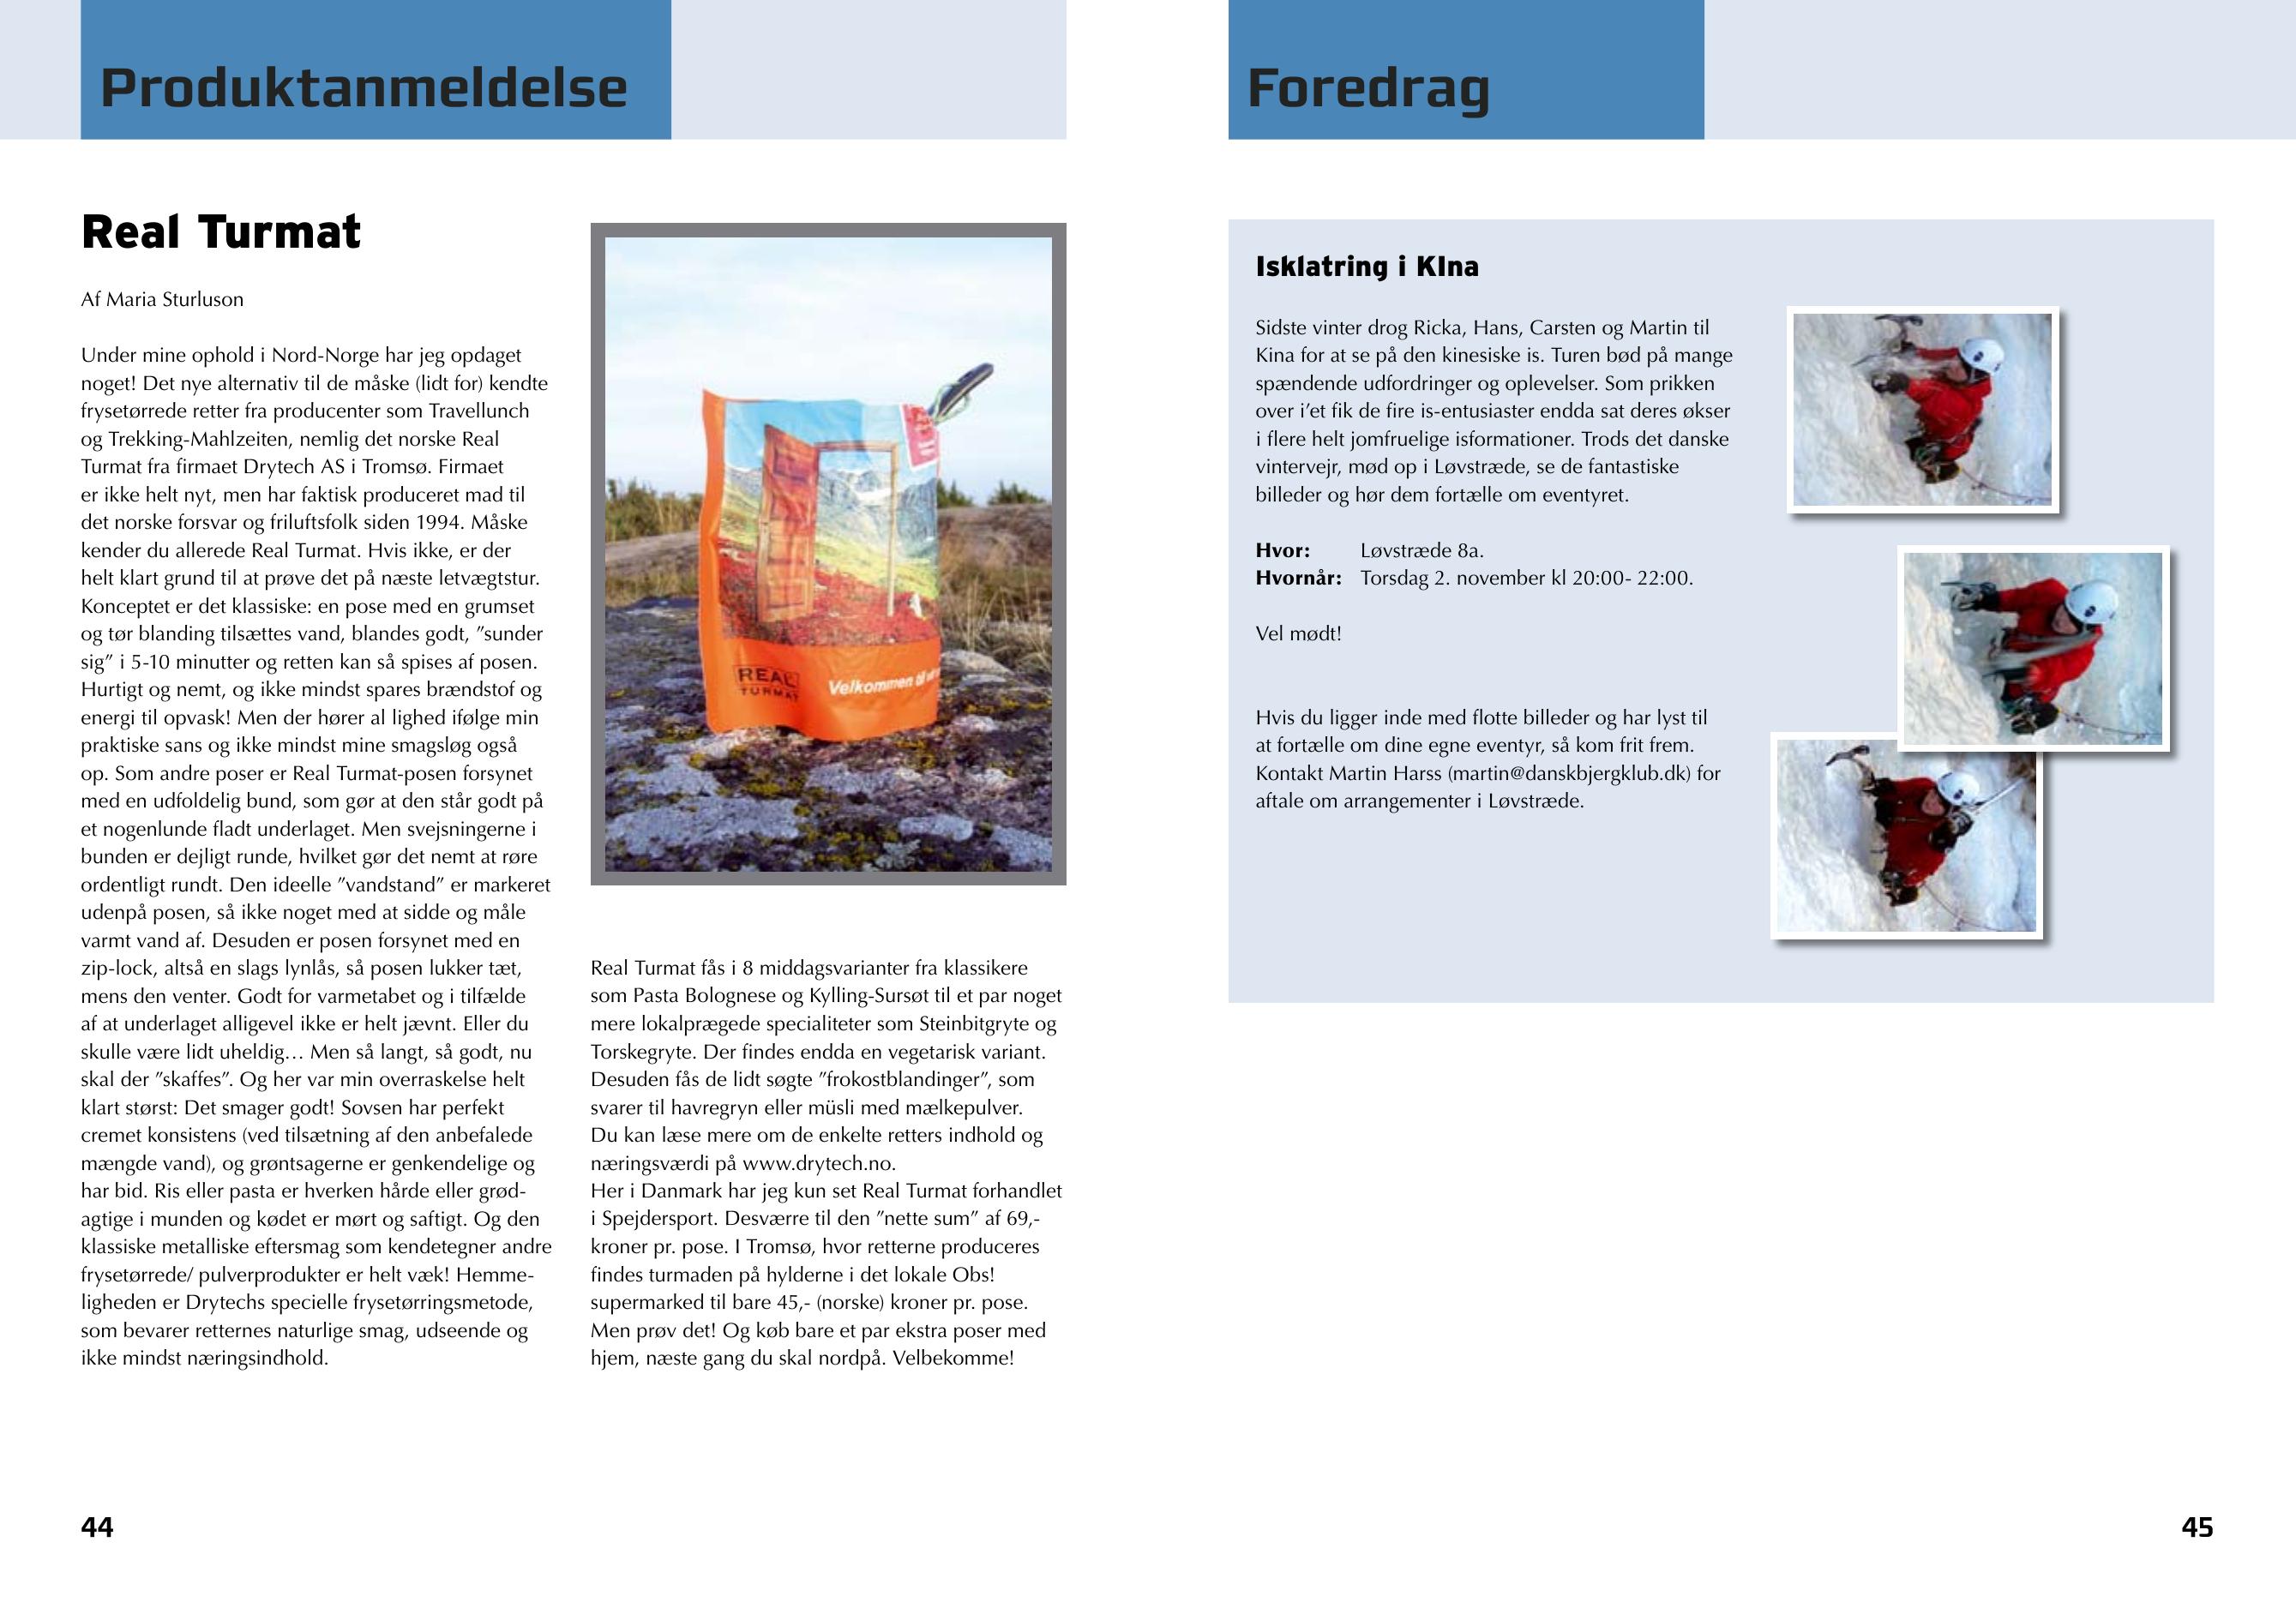 Produktanmeldelse
Real Turmat
Af Maria Sturluson
Under mine ophold i Nord-Norge har jeg opdaget
noget! Det nye alternativ til de måske (lidt for) kendte
frysetørrede retter fra producenter som Travellunch
og Trekking-Mahlzeiten, nemlig det norske Real
Turmat fra firmaet Drytech AS i Tromsø. Firmaet
er ikke helt nyt, men har faktisk produceret mad til
det norske forsvar og friluftsfolk siden 1994. Måske
kender du allerede Real Turmat. Hvis ikke, er der
helt klart grund til at prøve det på næste letvægtstur.
Konceptet er det klassiske: en pose med en grumset
og tør blanding tilsættes vand, blandes godt, ”sunder
sig” i 5-10 minutter og retten kan så spises af posen.
Hurtigt og nemt, og ikke mindst spares brændstof og
energi til opvask! Men der hører al lighed ifølge min
praktiske sans og ikke mindst mine smagsløg også
op. Som andre poser er Real Turmat-posen forsynet
med en udfoldelig bund, som gør at den står godt på
et nogenlunde fladt underlaget. Men svejsningerne i
bunden er dejligt runde, hvilket gør det nemt at røre
ordentligt rundt. Den ideelle ”vandstand” er markeret
udenpå posen, så ikke noget med at sidde og måle
varmt vand af. Desuden er posen forsynet med en
zip-lock, altså en slags lynlås, så posen lukker tæt,
mens den venter. Godt for varmetabet og i tilfælde
af at underlaget alligevel ikke er helt jævnt. Eller du
skulle være lidt uheldig… Men så langt, så godt, nu
skal der ”skaffes”. Og her var min overraskelse helt
klart størst: Det smager godt! Sovsen har perfekt
cremet konsistens (ved tilsætning af den anbefalede
mængde vand), og grøntsagerne er genkendelige og
har bid. Ris eller pasta er hverken hårde eller grød-
agtige i munden og kødet er mørt og saftigt. Og den
klassiske metalliske eftersmag som kendetegner andre
frysetørrede/ pulverprodukter er helt væk! Hemme-
ligheden er Drytechs specielle frysetørringsmetode,
som bevarer retternes naturlige smag, udseende og
ikke mindst næringsindhold.
REAL
TURMAT
Velkommen til
Real Turmat fås i 8 middagsvarianter fra klassikere
som Pasta Bolognese og Kylling-Sursøt til et par noget
mere lokalprægede specialiteter som Steinbitgryte og
Torskegryte. Der findes endda en vegetarisk variant.
Desuden fås de lidt søgte ”frokostblandinger”, som
svarer til havregryn eller müsli med mælkepulver.
Du kan læse mere om de enkelte retters indhold og
næringsværdi på www.drytech.no.
Her i Danmark har jeg kun set Real Turmat forhandlet
i Spejdersport. Desværre til den ”nette sum” af 69,-
kroner pr. pose. I Tromsø, hvor retterne produceres
findes turmaden på hylderne i det lokale Obs!
supermarked til bare 45,- (norske) kroner pr. pose.
Men prøv det! Og køb bare et par ekstra poser med
hjem, næste gang du skal nordpå. Velbekomme!
44
Foredrag
Isklatring i KIna
Sidste vinter drog Ricka, Hans, Carsten og Martin til
Kina for at se på den kinesiske is. Turen bød på mange
spændende udfordringer og oplevelser. Som prikken
over i’et fik de fire is-entusiaster endda sat deres økser
i flere helt jomfruelige isformationer. Trods det danske
vintervejr, mød op i Løvstræde, se de fantastiske
billeder og hør dem fortælle om eventyret.
Hvor: Løvstræde 8a.
Hvornår: Torsdag 2. november kl 20:00- 22:00.
Vel mødt!
Hvis du ligger inde med flotte billeder og har lyst til
at fortælle om dine egne eventyr, så kom frit frem.
Kontakt Martin Harss (martin@danskbjergklub.dk) for
aftale om arrangementer i Løvstræde.
45